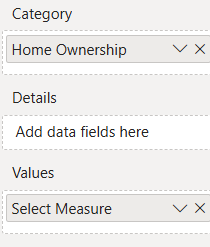 Category
Home Ownership
Details
Add data fields here
Values
Select Measure